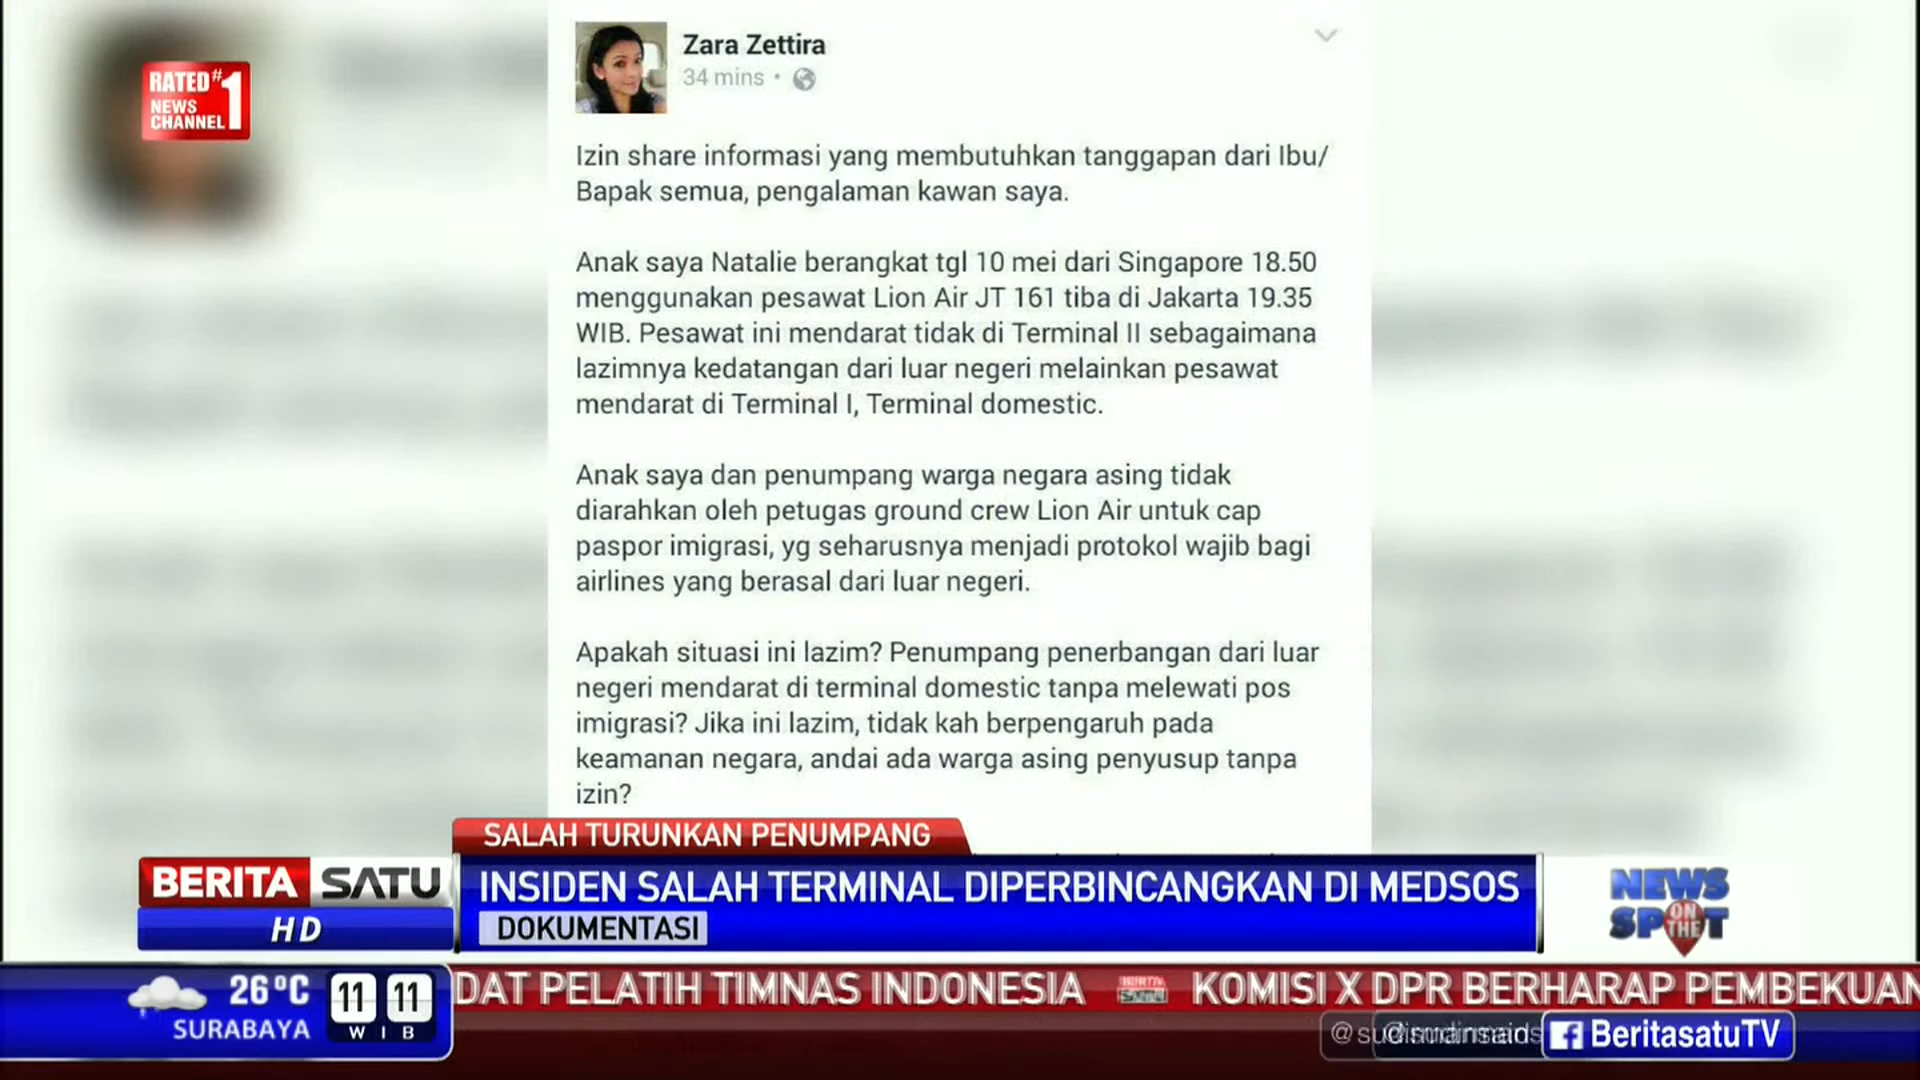 RATED #1
NEWS
CHANNEL
Zara Zettira
34 mins •
Izin share informasi yang membutuhkan tanggapan dari Ibu/
Bapak semua, pengalaman kawan saya.
Anak saya Natalie berangkat tgl 10 mei dari Singapore 18.50
menggunakan pesawat Lion Air JT 161 tiba di Jakarta 19.35
WIB. Pesawat ini mendarat tidak di Terminal II sebagaimana
lazimnya kedatangan dari luar negeri melainkan pesawat
mendarat di Terminal I, Terminal domestic.
Anak saya dan penumpang warga negara asing tidak
diarahkan oleh petugas ground crew Lion Air untuk cap
paspor imigrasi, yg seharusnya menjadi protokol wajib bagi
airlines yang berasal dari luar negeri.
Apakah situasi ini lazim? Penumpang penerbangan dari luar
negeri mendarat di terminal domestic tanpa melewati pos
imigrasi? Jika ini lazim, tidak kah berpengaruh pada
keamanan negara, andai ada warga asing penyusup tanpa
izin?
SALAH TURUNKAN PENUMPANG
BERITA SATU
HD
INSIDEN SALAH TERMINAL DIPERBINCANGKAN DI MEDSOS
DOKUMENTASI
NEWS
ON THE
SPOT
26°C
SURABAYA
11 11
WIB
DAT PELATIH TIMNAS INDONESIA
BERITA SATU
KOMISI X DPR BERHARAP PEMBEKUAN
BeritasatuTV